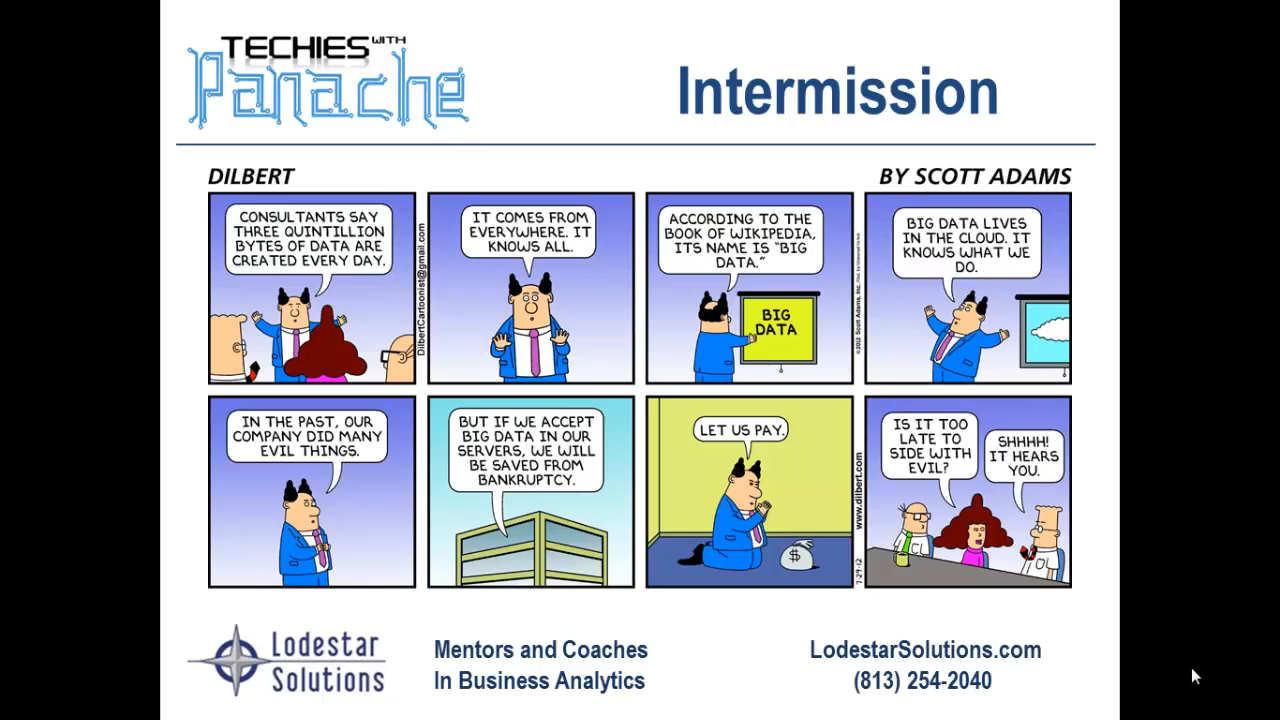 TECHIES WITH
Panache
Intermission
DILBERT
BY SCOTT ADAMS
CONSULTANTS SAY
THREE QUINTILLION
BYTES OF DATA ARE
CREATED EVERY DAY.
DilbertCartoonist@gmail.com
IT COMES FROM
EVERYWHERE. IT
KNOWS ALL.
ACCORDING TO THE
BOOK OF WIKIPEDIA,
ITS NAME IS "BIG
DATA."
BIG
DATA
BIG DATA LIVES
IN THE CLOUD. IT
KNOWS WHAT WE
DO.
IN THE PAST, OUR
COMPANY DID MANY
EVIL THINGS.
BUT IF WE ACCEPT
BIG DATA IN OUR
SERVERS, WE WILL
BE SAVED FROM
BANKRUPTCY.
LET US PAY.
$
7-29-12 www.dilbert.com
IS IT TOO
LATE TO
SIDE WITH
EVIL?
SHHHH!
IT HEARS
YOU.
Lodestar
Solutions
Mentors and Coaches
In Business Analytics
LodestarSolutions.com
(813) 254-2040